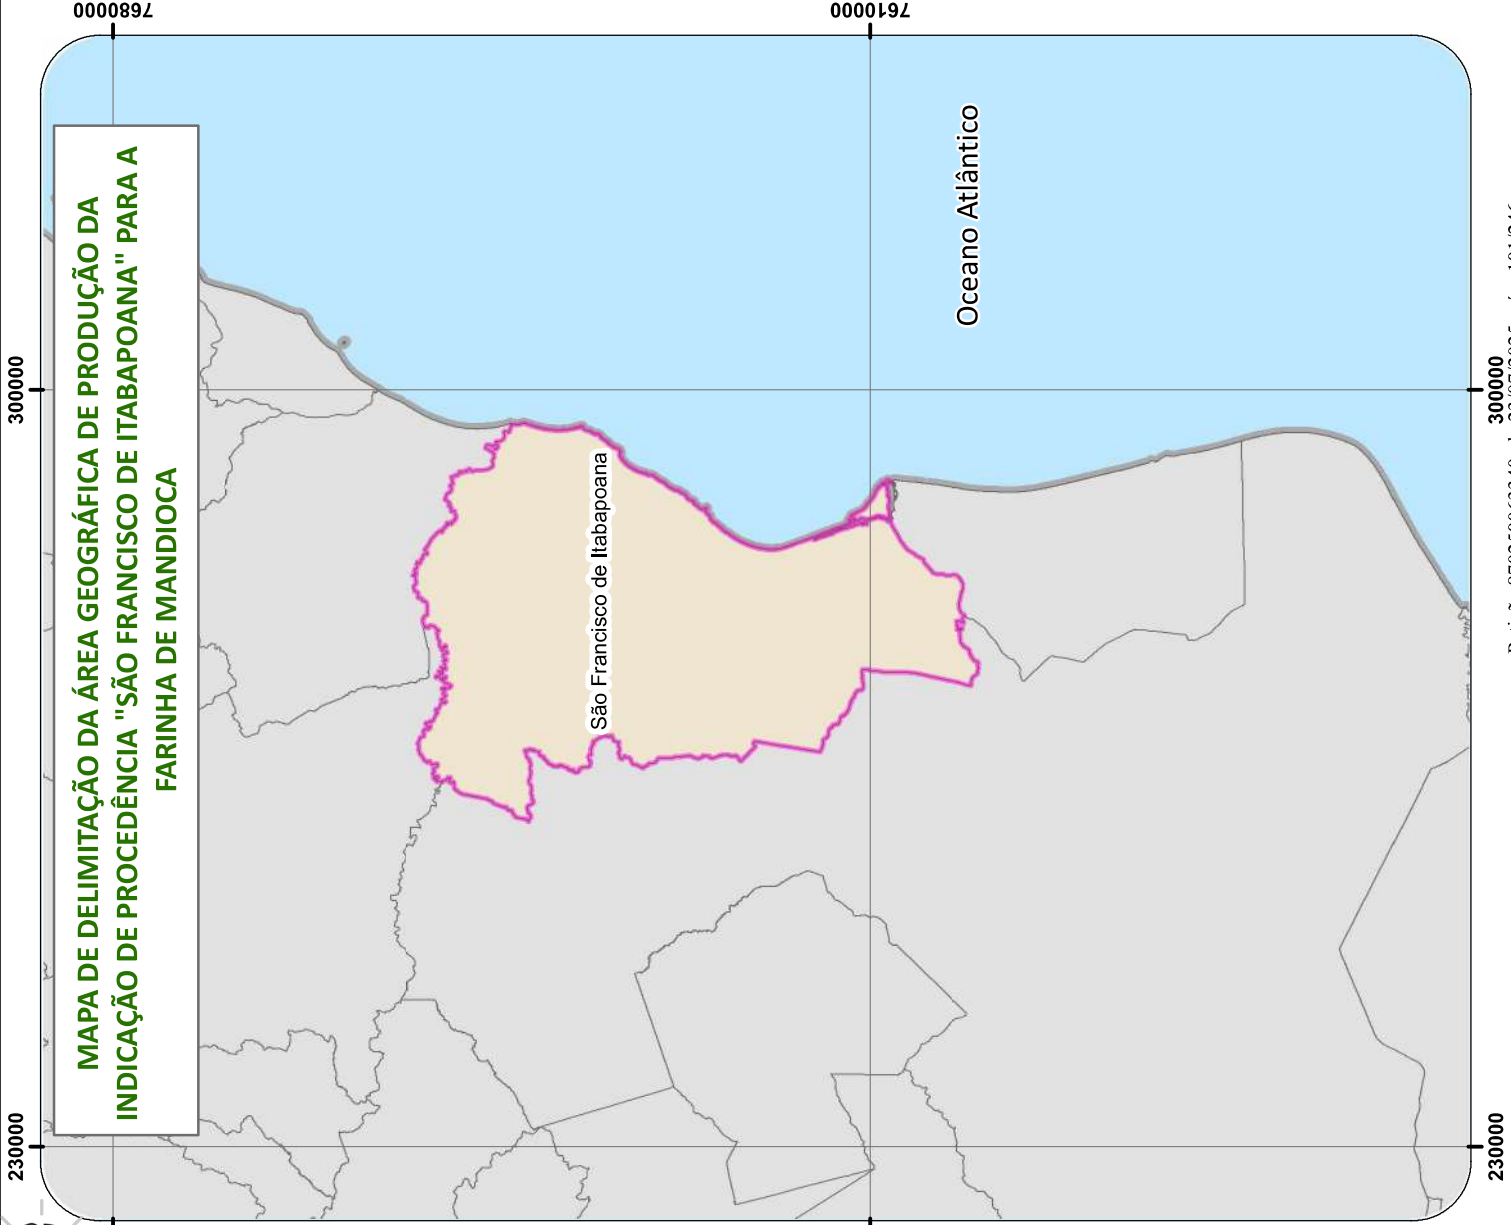 MAPA DE DELIMITAÇÃO DA ÁREA GEOGRÁFICA DE PRODUÇÃO DA
INDICAÇÃO DE PROCEDÊNCIA "SÃO FRANCISCO DE ITABAPOANA" PARA A
FARINHA DE MANDIOCA
230000
300000
7680000
7610000
São Francisco de Itabapoana
Oceano Atlântico
230000
300000